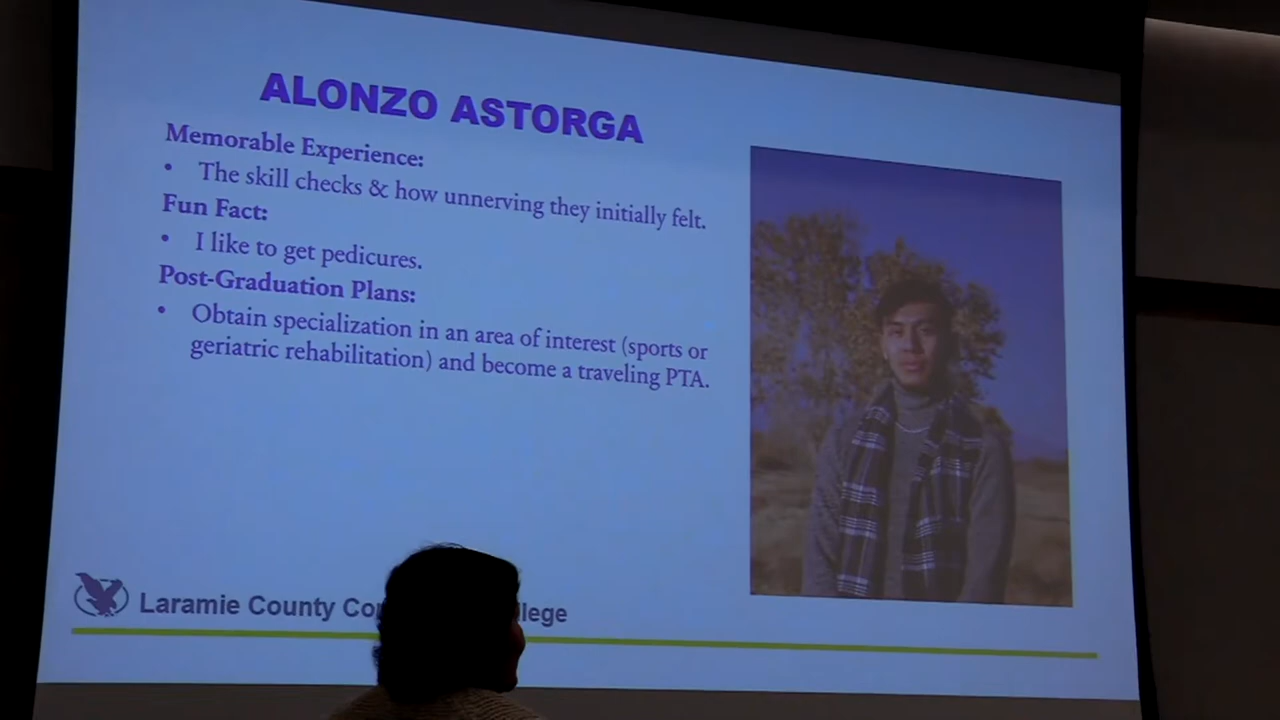 ALONZO ASTORGA
Memorable Experience:
• The skill checks & how unnerving they initially felt.
Fun Fact:
• I like to get pedicures.
Post-Graduation Plans:
• Obtain specialization in an area of interest (sports or
geriatric rehabilitation) and become a traveling PTA.
Laramie County